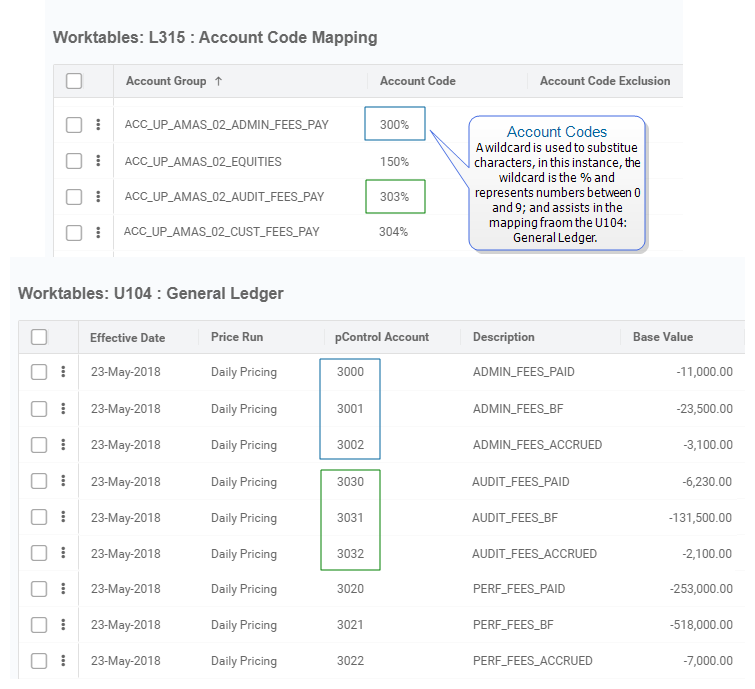 Worktables: L315 : Account Code Mapping
Account Group ↑ Account Code Account Code Exclusion
ACC_UP_AMAS_02_ADMIN_FEES_PAY 300%
ACC_UP_AMAS_02_EQUITIES 150%
ACC_UP_AMAS_02_AUDIT_FEES_PAY 303%
ACC_UP_AMAS_02_CUST_FEES_PAY 304%
Account Codes
A wildcard is used to substitue
characters, in this instance, the
wildcard is the % and
represents numbers between 0
and 9; and assists in the
mapping fraom the U104:
General Ledger.
Worktables: U104 : General Ledger
Effective Date Price Run pControl Account Description Base Value
23-May-2018 Daily Pricing 3000 ADMIN_FEES_PAID -11,000.00
23-May-2018 Daily Pricing 3001 ADMIN_FEES_BF -23,500.00
23-May-2018 Daily Pricing 3002 ADMIN_FEES_ACCRUED -3,100.00
23-May-2018 Daily Pricing 3030 AUDIT_FEES_PAID -6,230.00
23-May-2018 Daily Pricing 3031 AUDIT_FEES_BF -131,500.00
23-May-2018 Daily Pricing 3032 AUDIT_FEES_ACCRUED -2,100.00
23-May-2018 Daily Pricing 3020 PERF_FEES_PAID -253,000.00
23-May-2018 Daily Pricing 3021 PERF_FEES_BF -518,000.00
23-May-2018 Daily Pricing 3022 PERF_FEES_ACCRUED -7,000.00